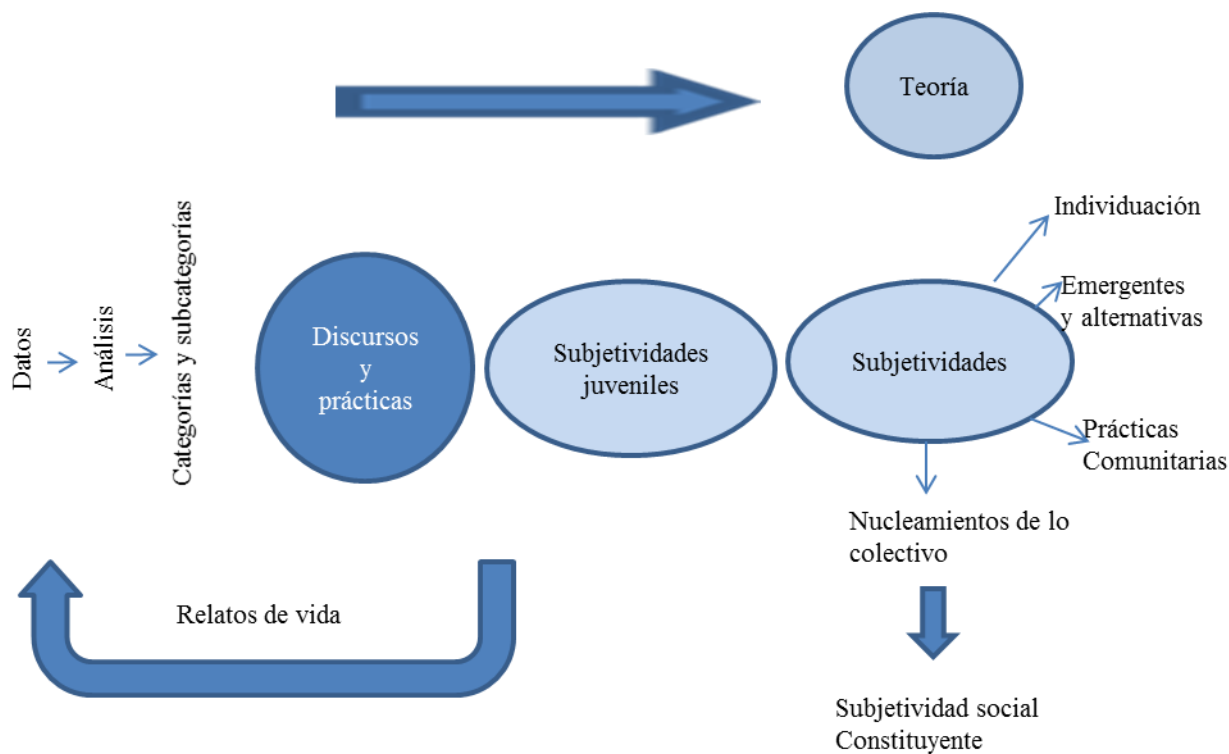 Teoría
Datos
Análisis
Categorías y subcategorías
Discursos
y
prácticas
Subjetividades
juveniles
Subjetividades
Individuación
Emergentes
y alternativas
Prácticas
Comunitarias
Nucleamientos de lo
colectivo
Relatos de vida
Subjetividad social
Constituyente